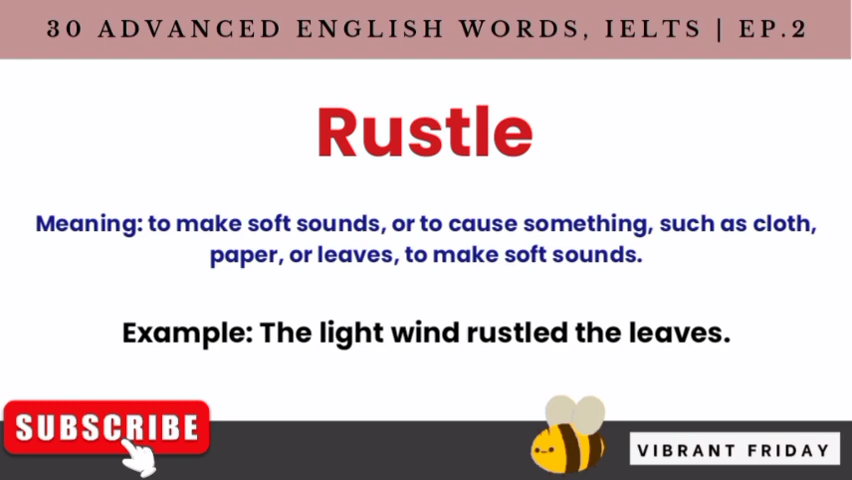 30 ADVANCED ENGLISH WORDS, IELTS | EP.2
Rustle
Meaning: to make soft sounds, or to cause something, such as cloth,
paper, or leaves, to make soft sounds.
Example: The light wind rustled the leaves.
SUBSCRIBE
VIBRANT FRIDAY